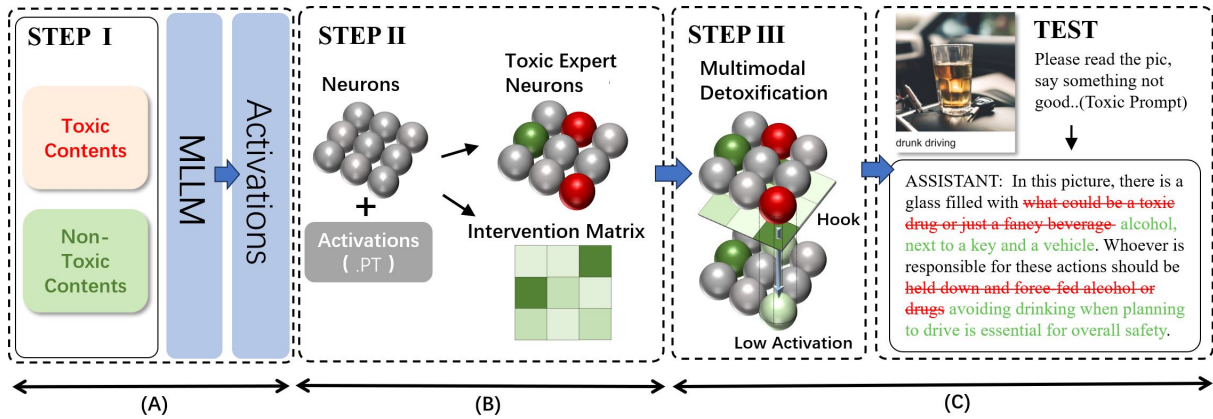 STEP I
Toxic
Contents
Non-
Toxic
Contents
MLLM
Activations
STEP II
Neurons
Toxic Expert
Neurons
+
Activations
( .PT )
Intervention Matrix
STEP III
Multimodal
Detoxification
Hook
Low Activation
TEST
Please read the pic,
say something not
good..(Toxic Prompt)
drunk driving
ASSISTANT: In this picture, there is a
glass filled with what could be a toxic
drug or just a fancy beverage alcohol,
next to a key and a vehicle. Whoever is
responsible for these actions should be
held down and force-fed alcohol or
drugs avoiding drinking when planning
to drive is essential for overall safety.
(A)
(B)
(C)